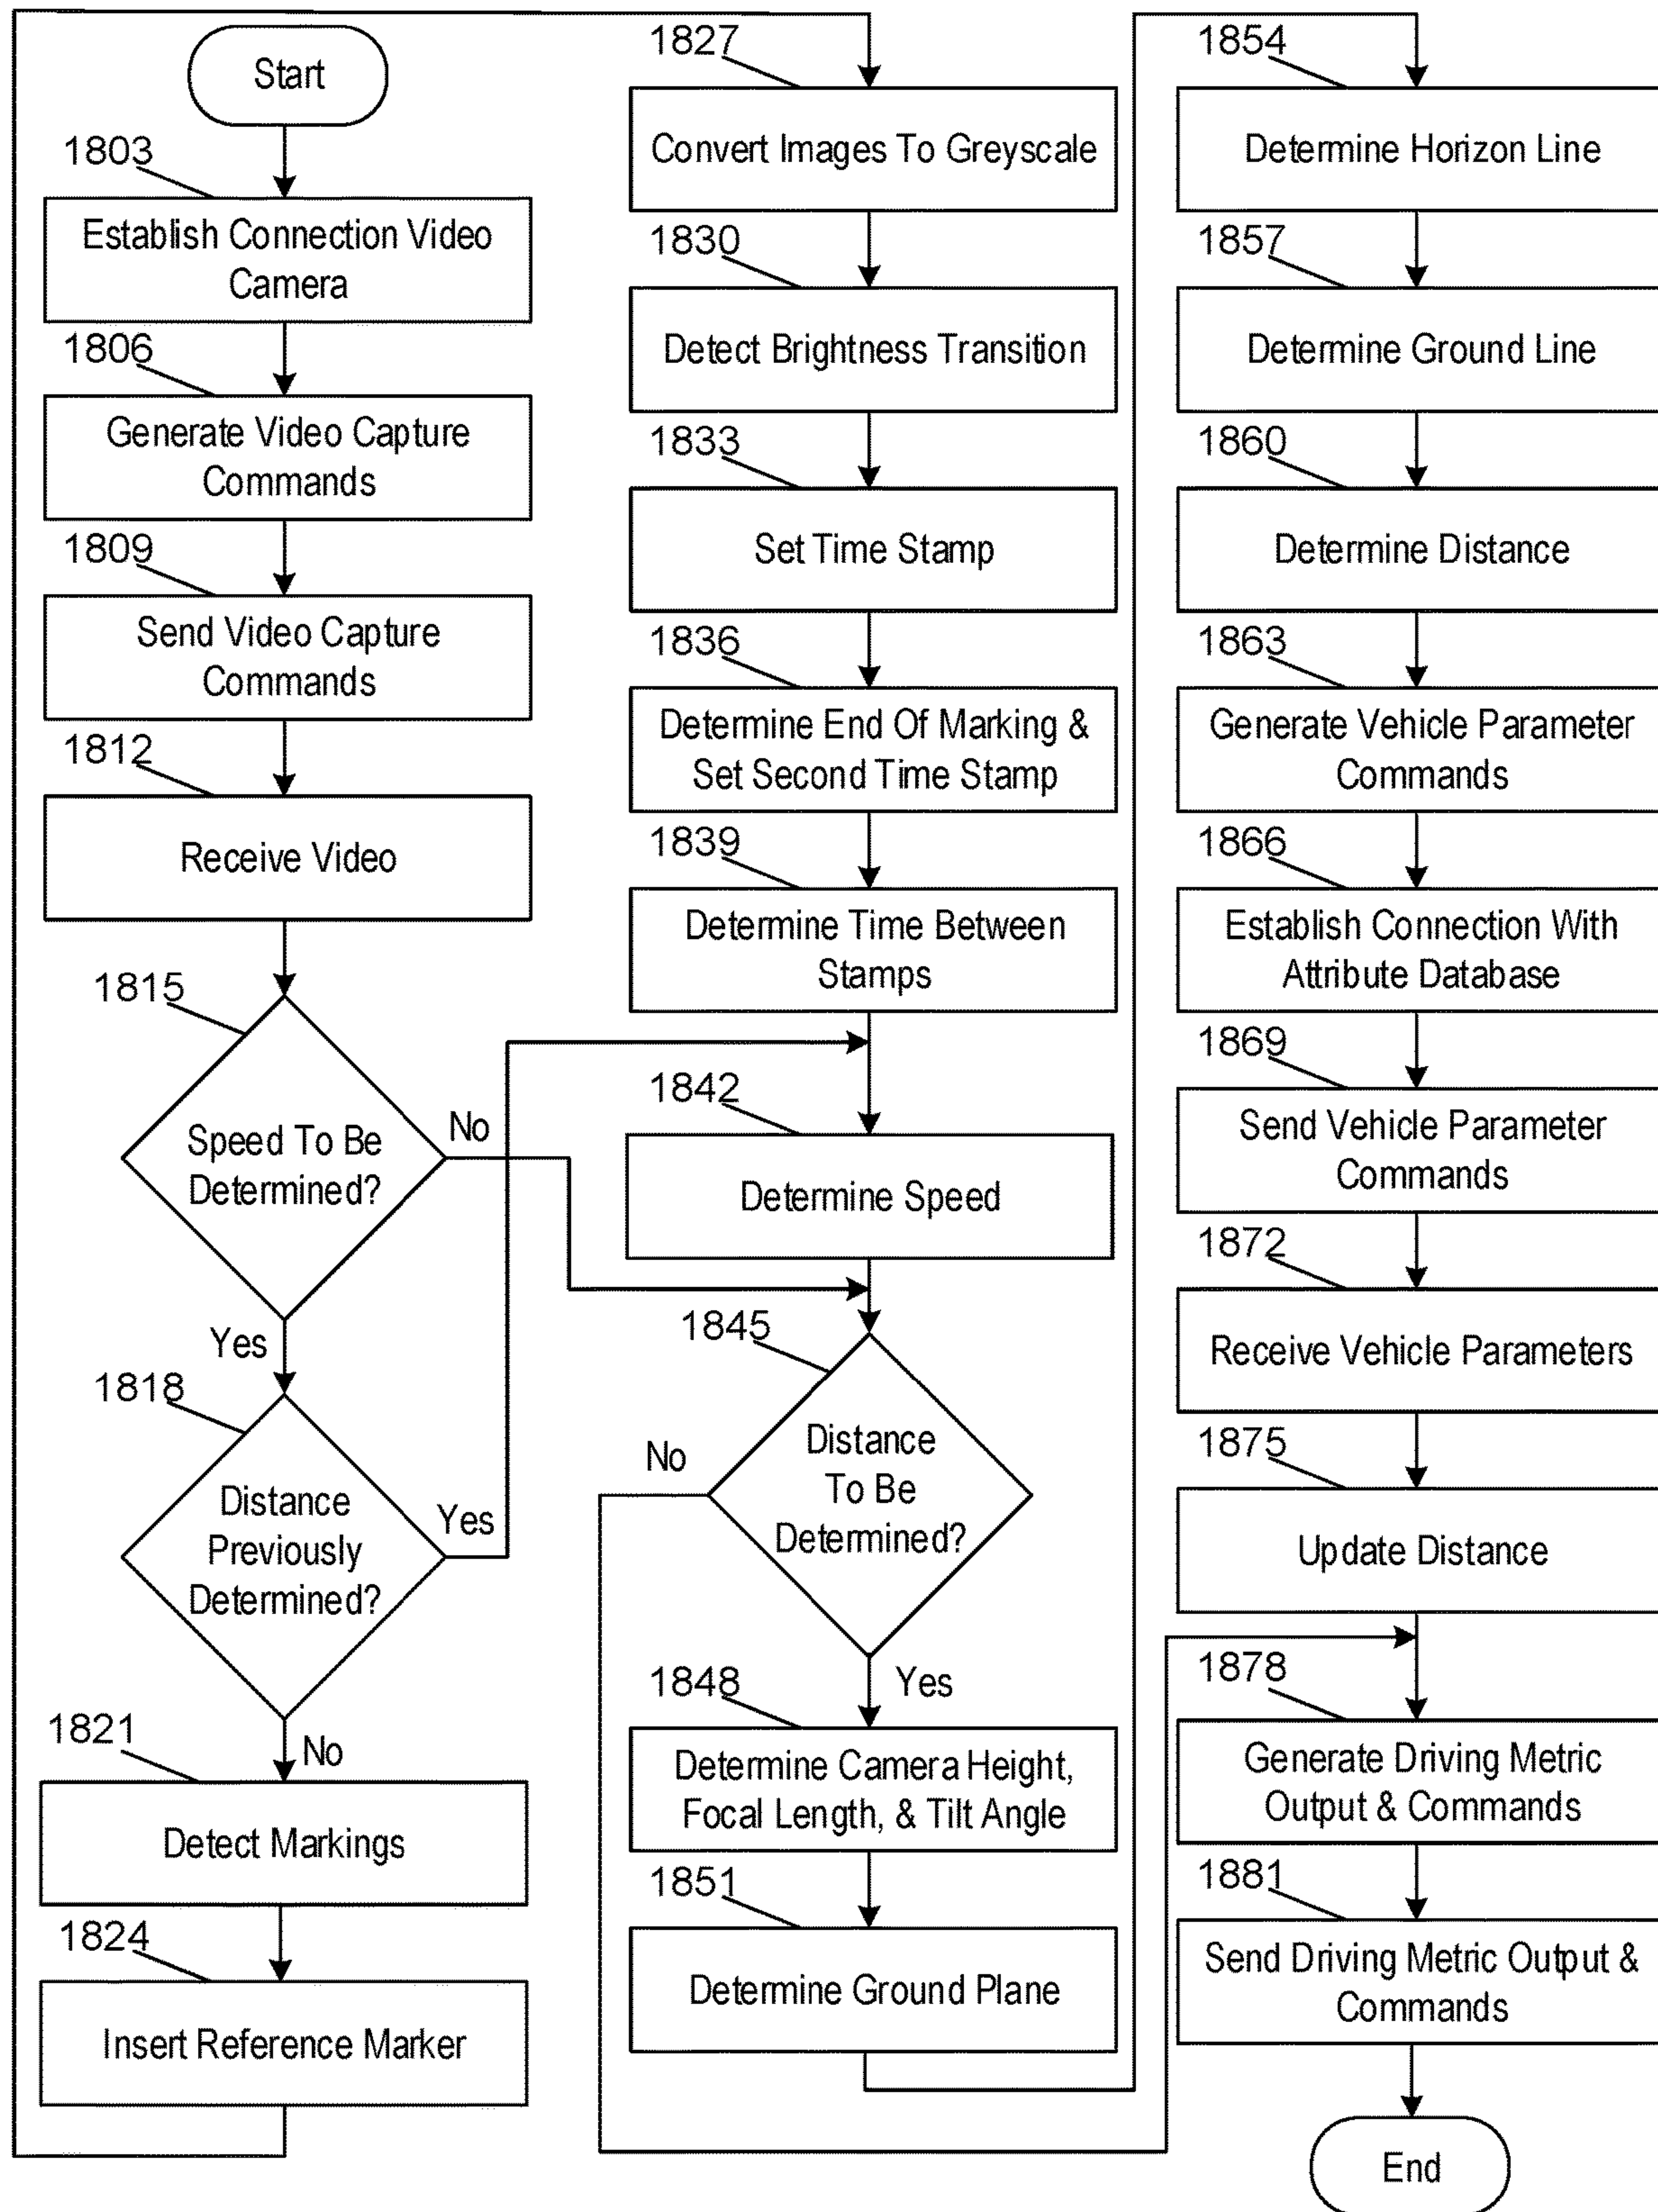 Start
1803
Establish Connection Video
Camera
1806
Generate Video Capture
Commands
1809
Send Video Capture
Commands
1812
Receive Video
1815
Speed To Be
Determined?
No
Yes
1818
Distance
Previously
Determined?
Yes
No
1821
Detect Markings
1824
Insert Reference Marker
1827
Convert Images To Greyscale
1830
Detect Brightness Transition
1833
Set Time Stamp
1836
Determine End Of Marking &
Set Second Time Stamp
1839
Determine Time Between
Stamps
1842
Determine Speed
1845
Distance
To Be
Determined?
No
Yes
1848
Determine Camera Height,
Focal Length, & Tilt Angle
1851
Determine Ground Plane
1854
Determine Horizon Line
1857
Determine Ground Line
1860
Determine Distance
1863
Generate Vehicle Parameter
Commands
1866
Establish Connection With
Attribute Database
1869
Send Vehicle Parameter
Commands
1872
Receive Vehicle Parameters
1875
Update Distance
1878
Generate Driving Metric
Output & Commands
1881
Send Driving Metric Output &
Commands
End